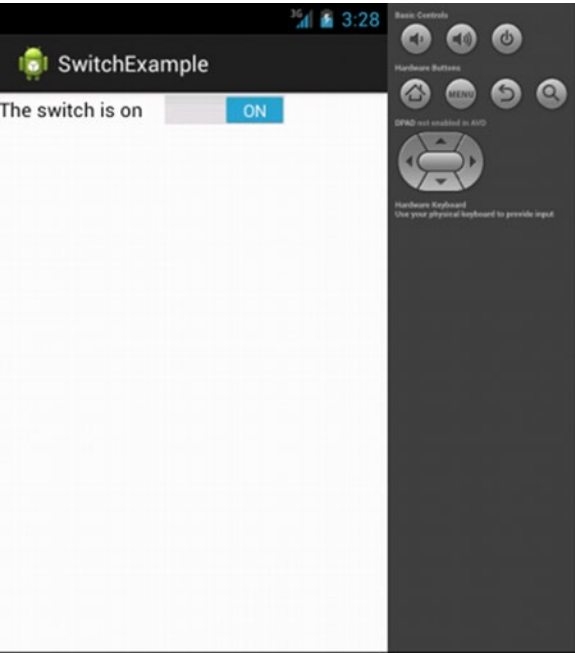 3G 3:28
SwitchExample
The switch is on ON
Basic Controls
Hardware Buttons
MENU
DPAD not enabled in AVD
Hardware Keyboard
Use your physical keyboard to provide input